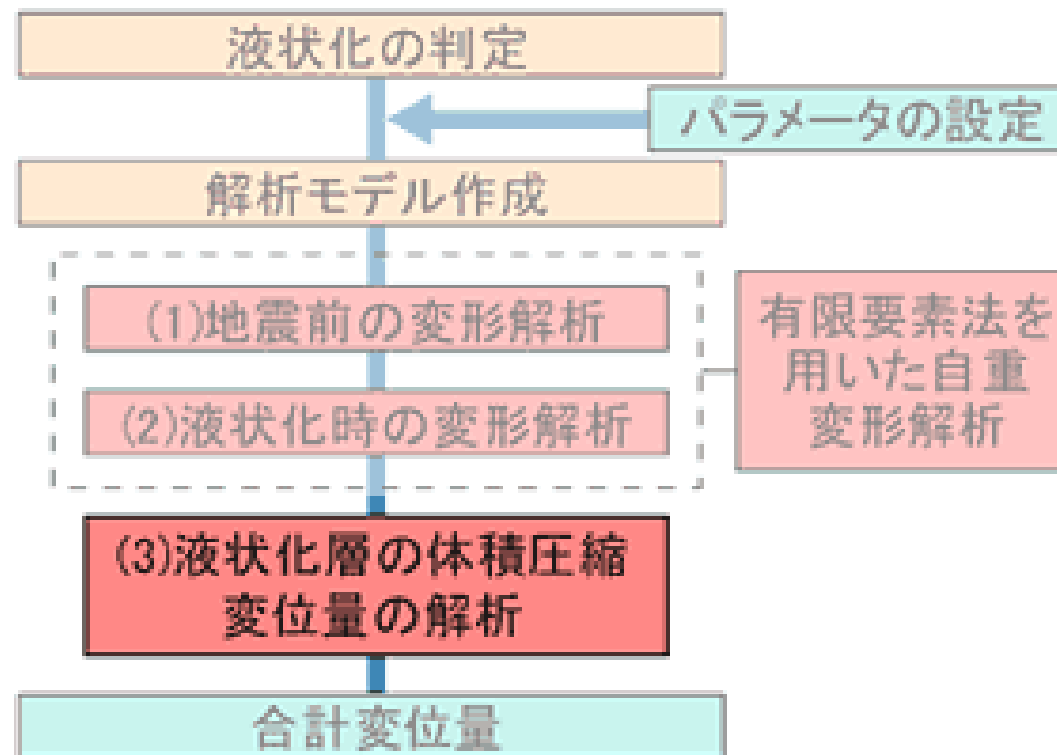 液状化の判定
パラメータの設定
解析モデル作成
(1)地震前の変形解析
(2)液状化時の変形解析
有限要素法を
用いた自重
変形解析
(3)液状化層の体積圧縮
変位量の解析
合計変位量